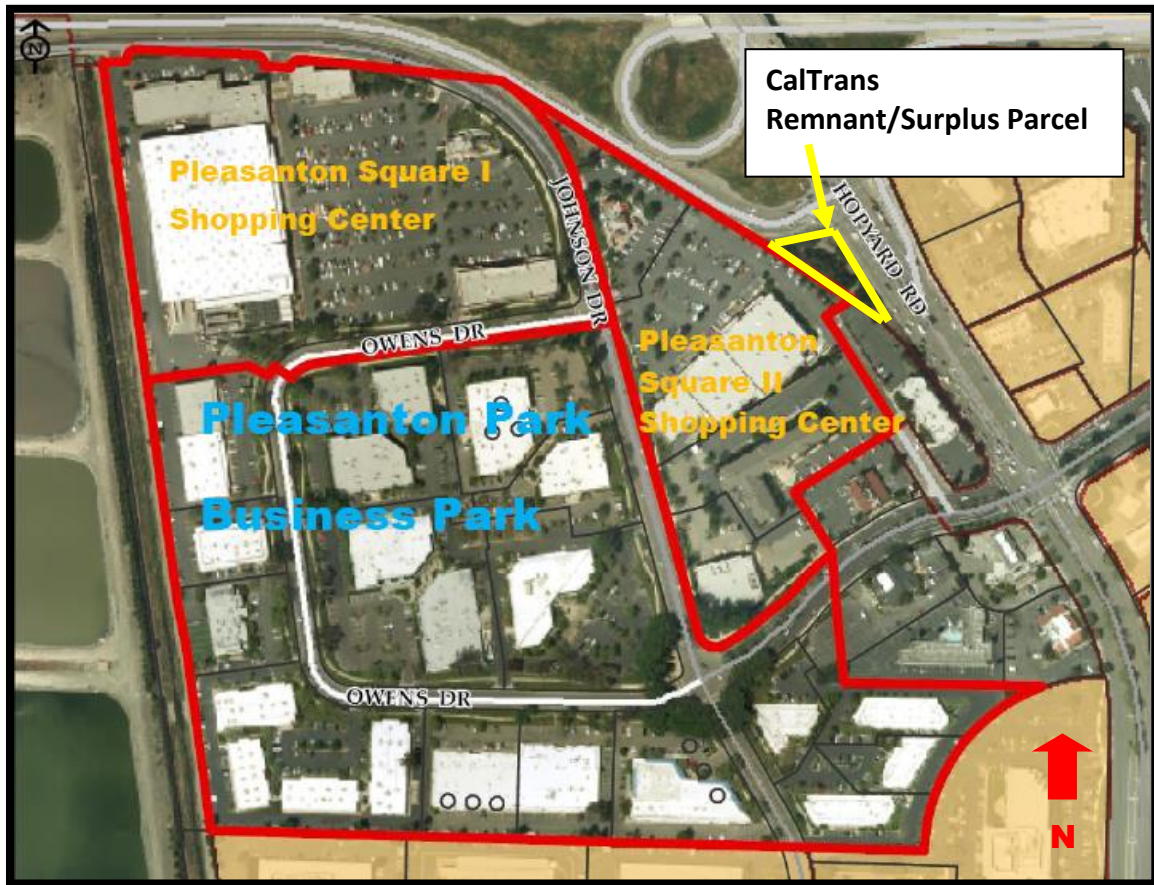 N
CalTrans
Remnant/Surplus Parcel
HOPYARD RD
Pleasanton Square I
Shopping Center
JOHNSON DR
OWENS DR
Pleasanton
Square II
Shopping Center
Pleasanton Park
Business Park
OWENS DR
N